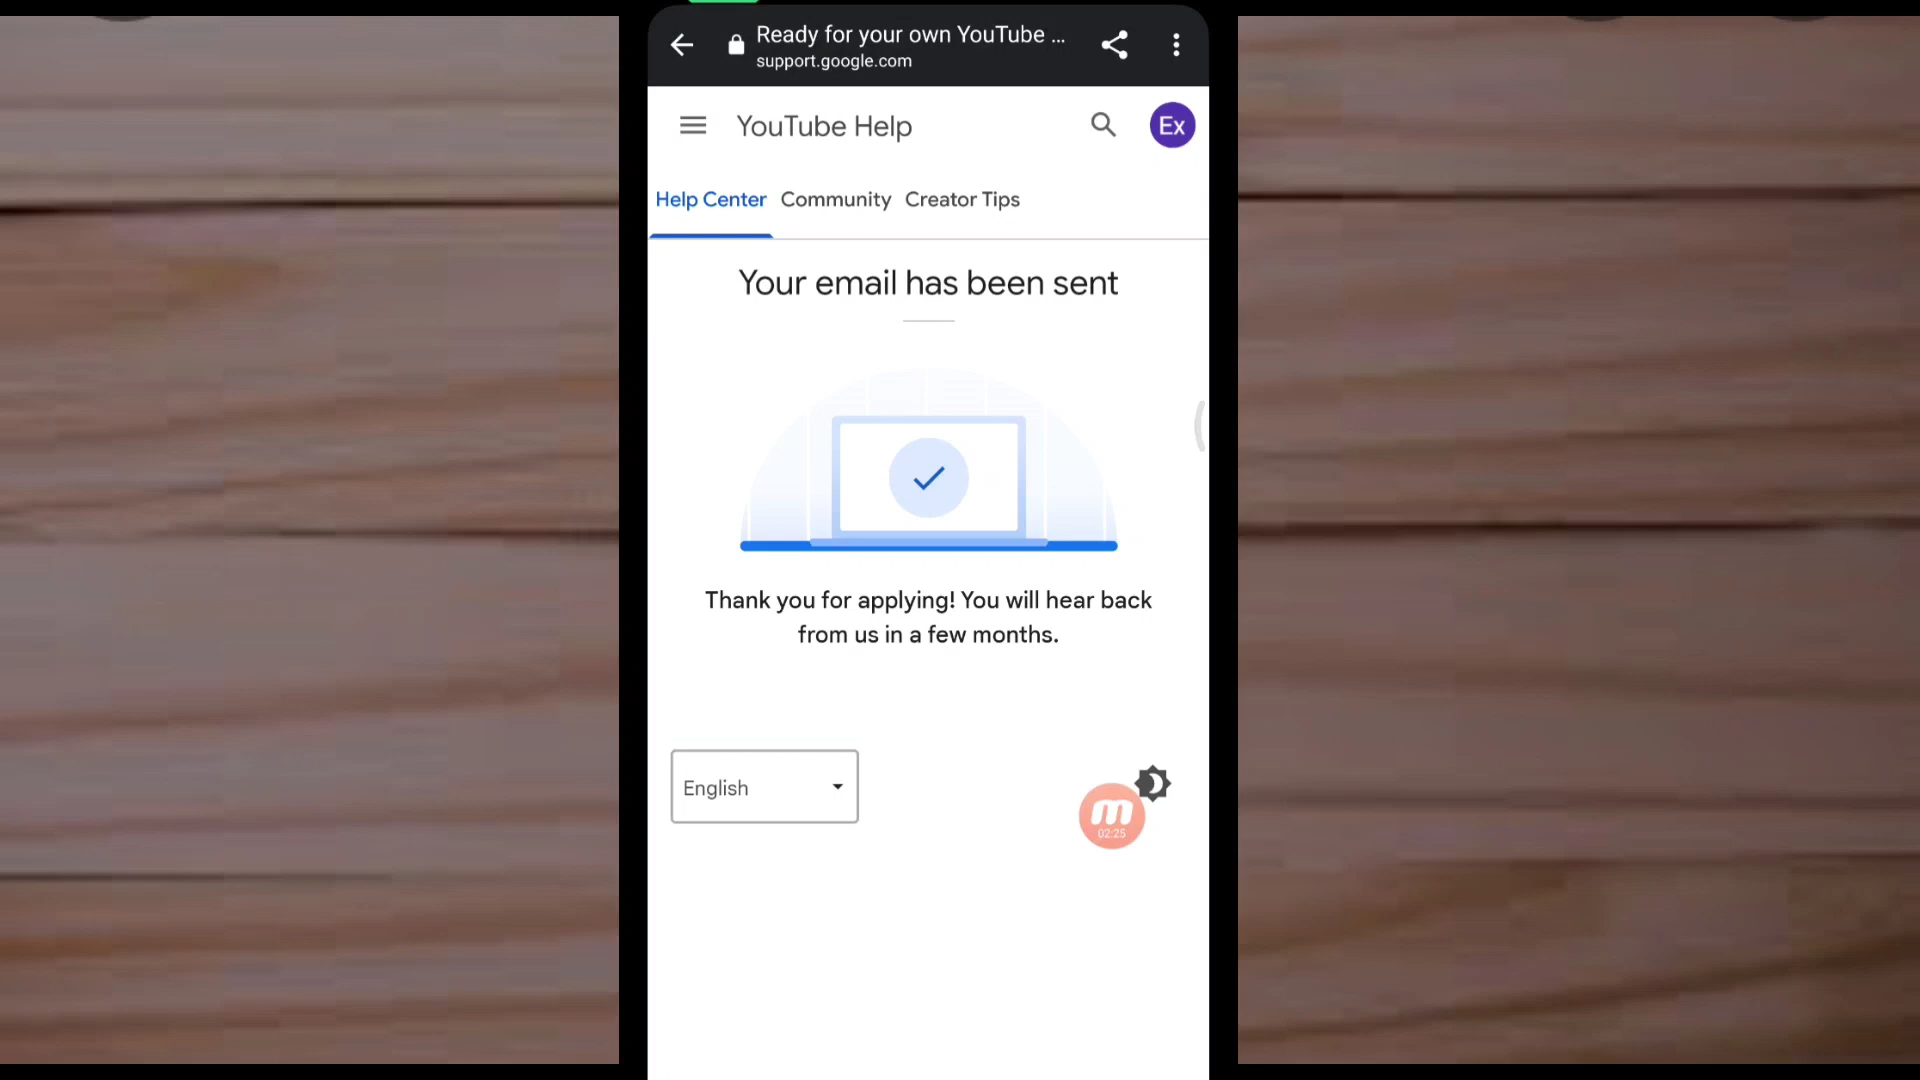 Ready for your own YouTube ...
support.google.com
YouTube Help
Ex
Help Center Community Creator Tips
Your email has been sent
Thank you for applying! You will hear back
from us in a few months.
English
m
02:25